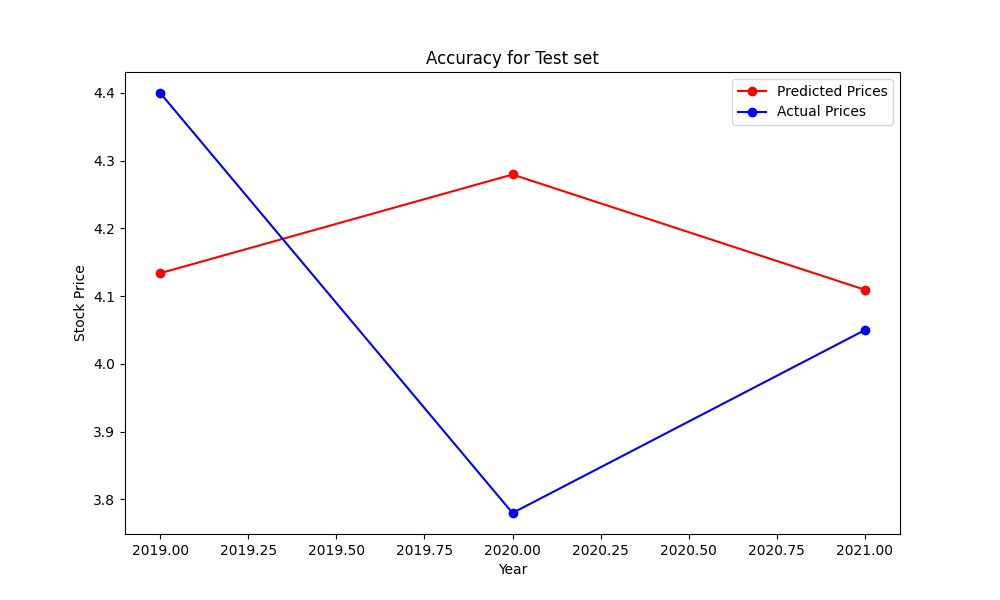 Accuracy for Test set
Predicted Prices
Actual Prices
Stock Price
4.4
4.3
4.2
4.1
4.0
3.9
3.8
2019.00 2019.25 2019.50 2019.75 2020.00 2020.25 2020.50 2020.75 2021.00
Year